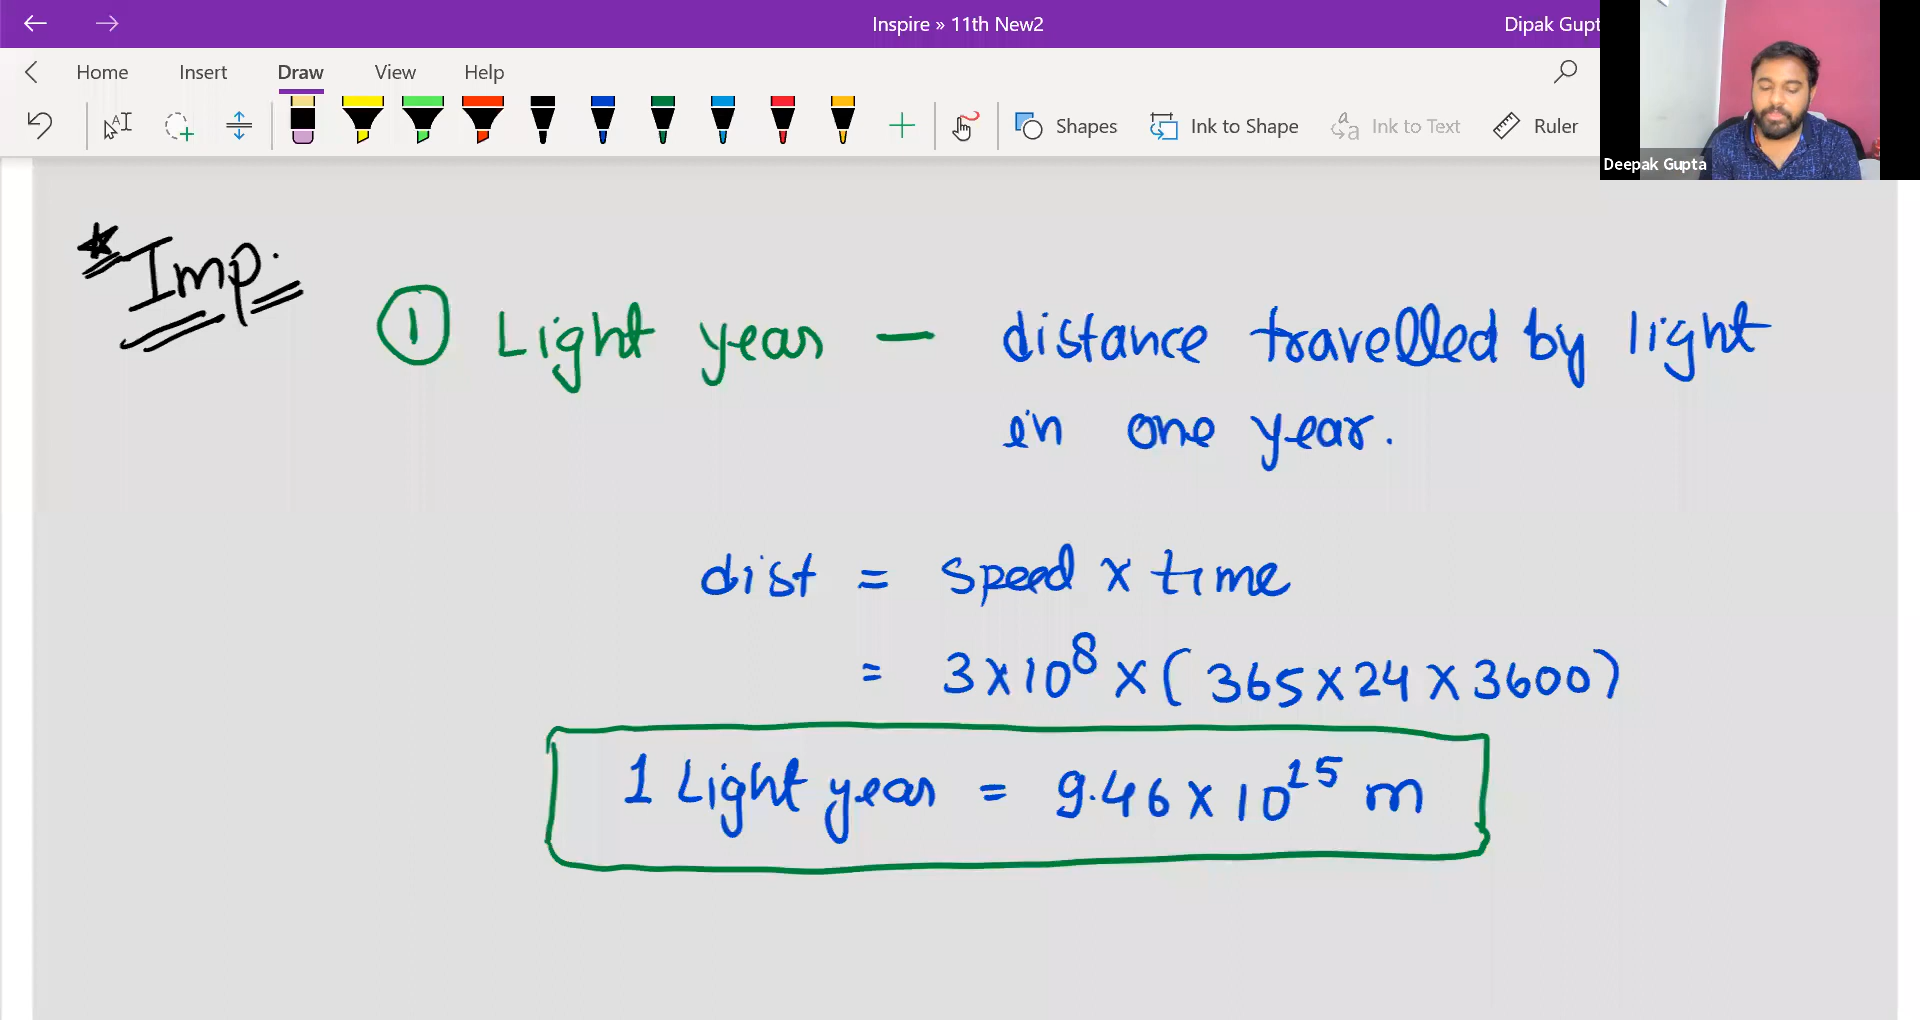 Inspire » 11th New2
Dipak Gupt
Home Insert Draw View Help
Shapes Ink to Shape Ink to Text Ruler
Deepak Gupta
* Imp.
① Light year — distance travelled by light
in one year.
dist = speed x time
= 3 x 10⁸ x ( 365 x 24 x 3600 )
1 Light year = 9.46 x 10¹⁵ m